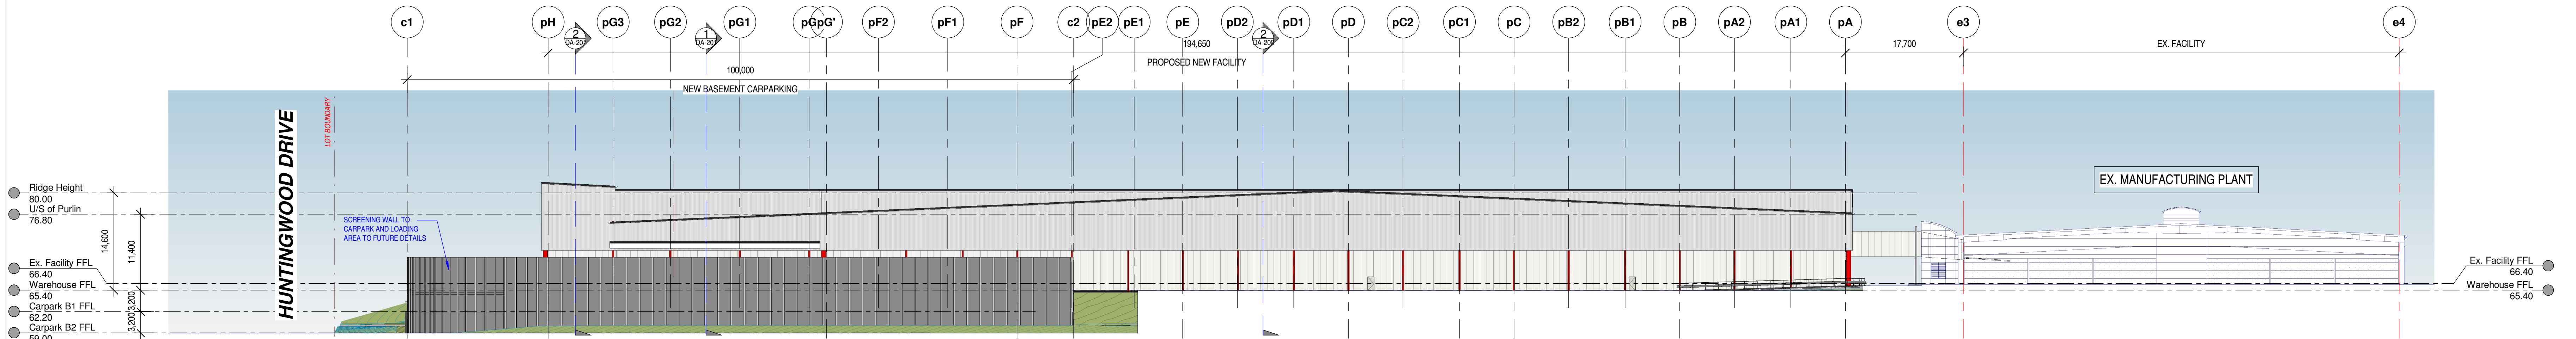 c1 pH pG3 pG2 pG1 pG pG' pF2 pF1 pF c2 pE2 pE1 pE pD2 pD1 pD pC2 pC1 pC pB2 pB1 pB pA2 pA1 pA e3 e4
2 1 2
DA-201 DA-201 DA-200
194,650 17,700 EX. FACILITY
PROPOSED NEW FACILITY
100,000
NEW BASEMENT CARPARKING
HUNTINGWOOD DRIVE
LOT BOUNDARY
EX. MANUFACTURING PLANT
Ridge Height
80.00
U/S of Purlin
76.80
SCREENING WALL TO
CARPARK AND LOADING
AREA TO FUTURE DETAILS
14,600
11,400
3,200
3,200
Ex. Facility FFL
66.40
Warehouse FFL
65.40
Carpark B1 FFL
62.20
Carpark B2 FFL
59.00
Ex. Facility FFL
66.40
Warehouse FFL
65.40